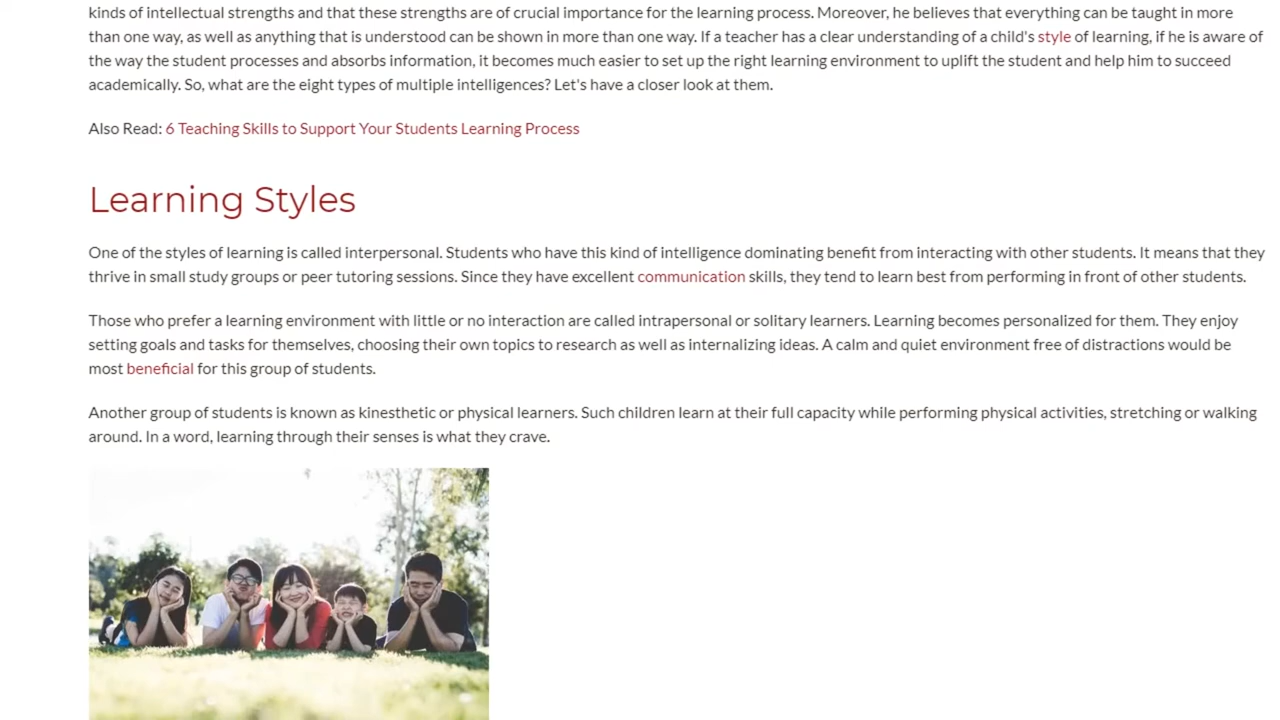 kinds of intellectual strengths and that these strengths are of crucial importance for the learning process. Moreover, he believes that everything can be taught in more
than one way, as well as anything that is understood can be shown in more than one way. If a teacher has a clear understanding of a child's style of learning, if he is aware of
the way the student processes and absorbs information, it becomes much easier to set up the right learning environment to uplift the student and help him to succeed
academically. So, what are the eight types of multiple intelligences? Let's have a closer look at them.
Also Read: 6 Teaching Skills to Support Your Students Learning Process
Learning Styles
One of the styles of learning is called interpersonal. Students who have this kind of intelligence dominating benefit from interacting with other students. It means that they
thrive in small study groups or peer tutoring sessions. Since they have excellent communication skills, they tend to learn best from performing in front of other students.
Those who prefer a learning environment with little or no interaction are called intrapersonal or solitary learners. Learning becomes personalized for them. They enjoy
setting goals and tasks for themselves, choosing their own topics to research as well as internalizing ideas. A calm and quiet environment free of distractions would be
most beneficial for this group of students.
Another group of students is known as kinesthetic or physical learners. Such children learn at their full capacity while performing physical activities, stretching or walking
around. In a word, learning through their senses is what they crave.